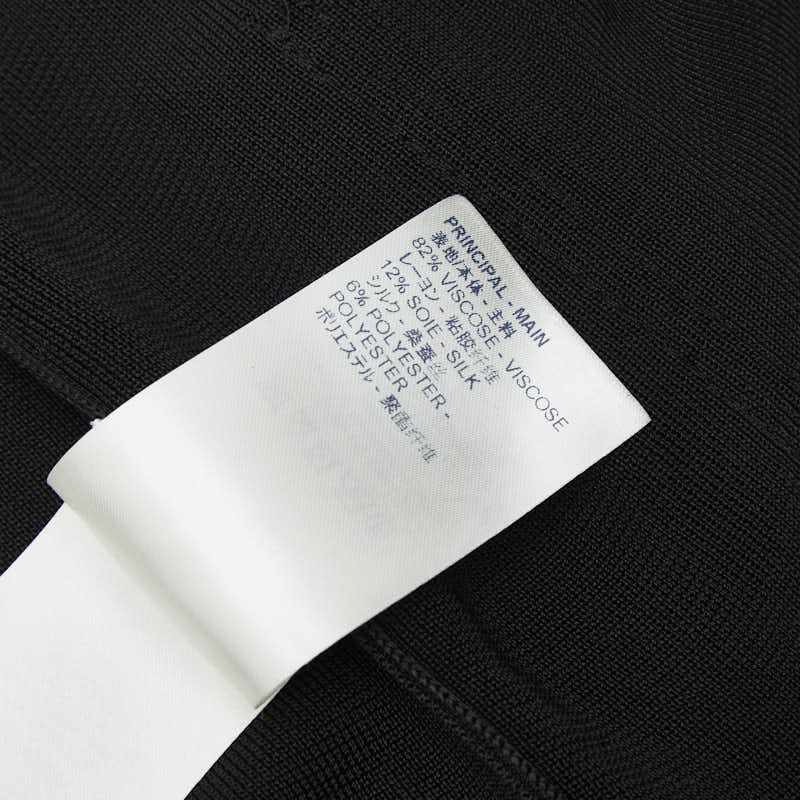 PRINCIPAL - MAIN
表地/本体 - 主料
82% VISCOSE - VISCOSE
レーヨン - 粘胶纤维
12% SOIE - SILK
シルク - 桑蚕丝
6% POLYESTER -
POLYESTER
ポリエステル - 聚酯纤维